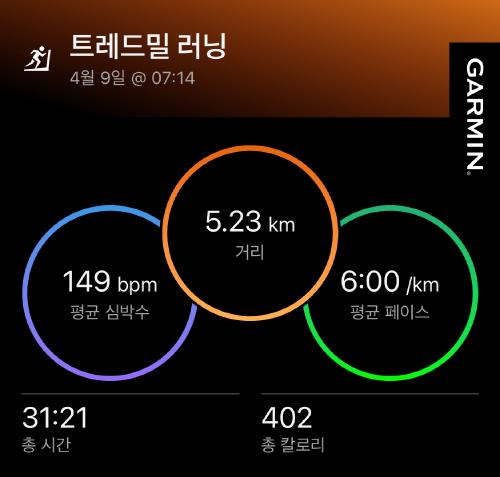 트레드밀 러닝
4월 9일 @ 07:14
GARMIN
5.23 km
거리
149 bpm
평균 심박수
6:00 /km
평균 페이스
31:21
총 시간
402
총 칼로리